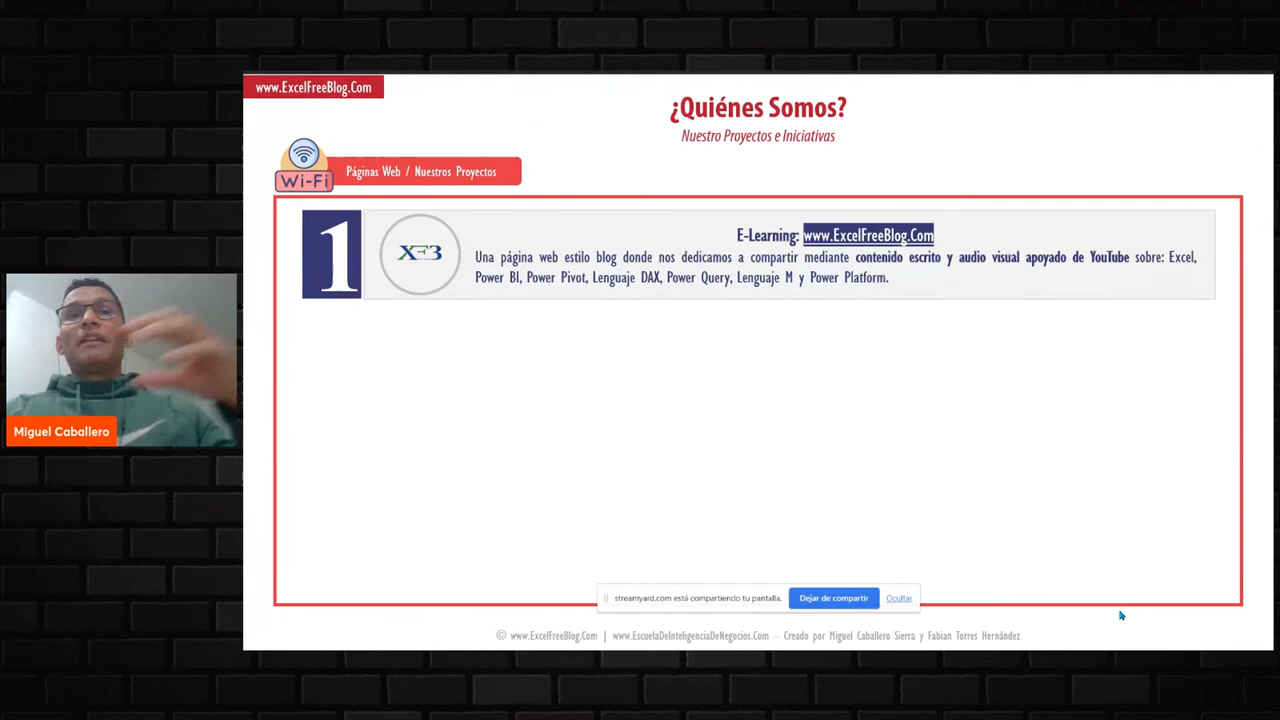 www.ExcelFreeBlog.Com
¿Quiénes Somos?
Nuestro Proyectos e Iniciativas
Wi-Fi
Páginas Web / Nuestros Proyectos
1
XF3
E-Learning: www.ExcelFreeBlog.Com
Una página web estilo blog donde nos dedicamos a compartir mediante contenido escrito y audio visual apoyado de YouTube sobre: Excel,
Power BI, Power Pivot, Lenguaje DAX, Power Query, Lenguaje M y Power Platform.
Miguel Caballero
streamyard.com está compartiendo tu pantalla.
Dejar de compartir
Ocultar
© www.ExcelFreeBlog.Com | www.EscuelaDeInteligenciaDeNegocios.Com – Creado por Miguel Caballero Sierra y Fabian Torres Hernández